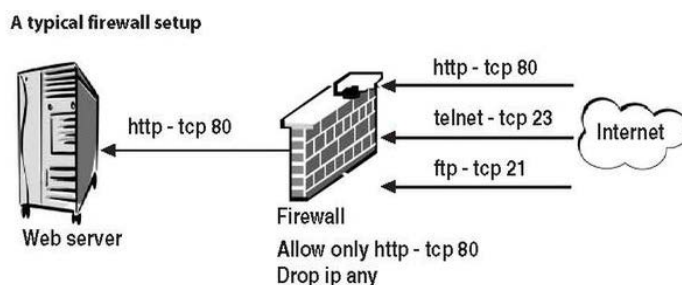 A typical firewall setup
http - tcp 80
telnet - tcp 23
ftp - tcp 21
Internet
http - tcp 80
Web server
Firewall
Allow only http - tcp 80
Drop ip any